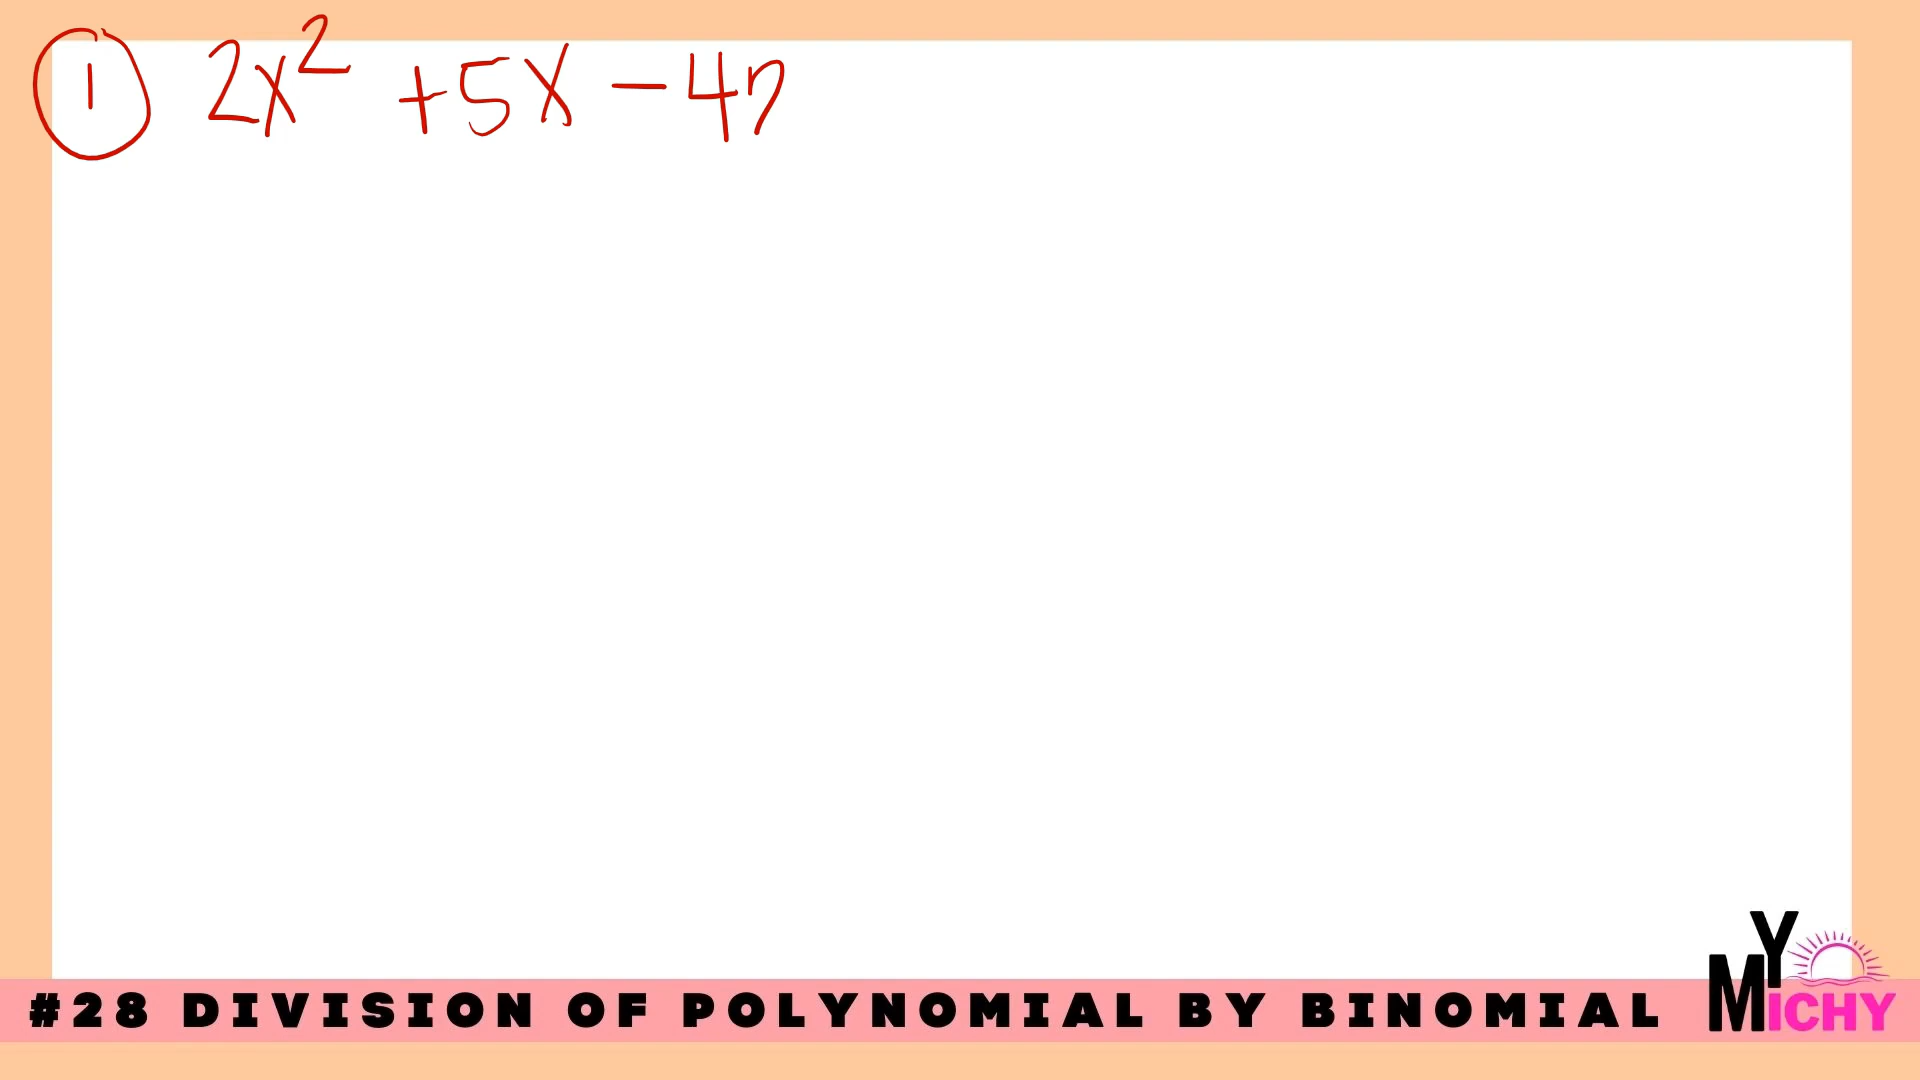 ① 2x² +5x - 47
#28 DIVISION OF POLYNOMIAL BY BINOMIAL
MY MICHY